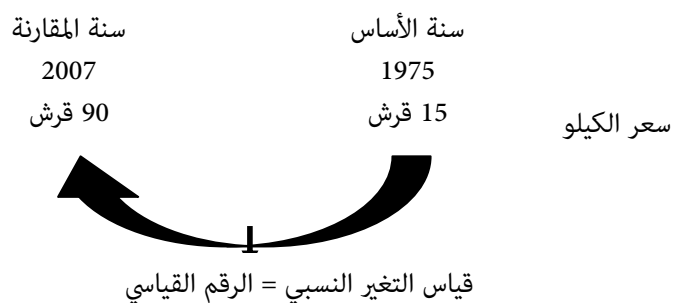 سنة الأساس سنة المقارنة
1975 2007
سعر الكيلو 15 قرش 90 قرش
قياس التغير النسبي = الرقم القياسي